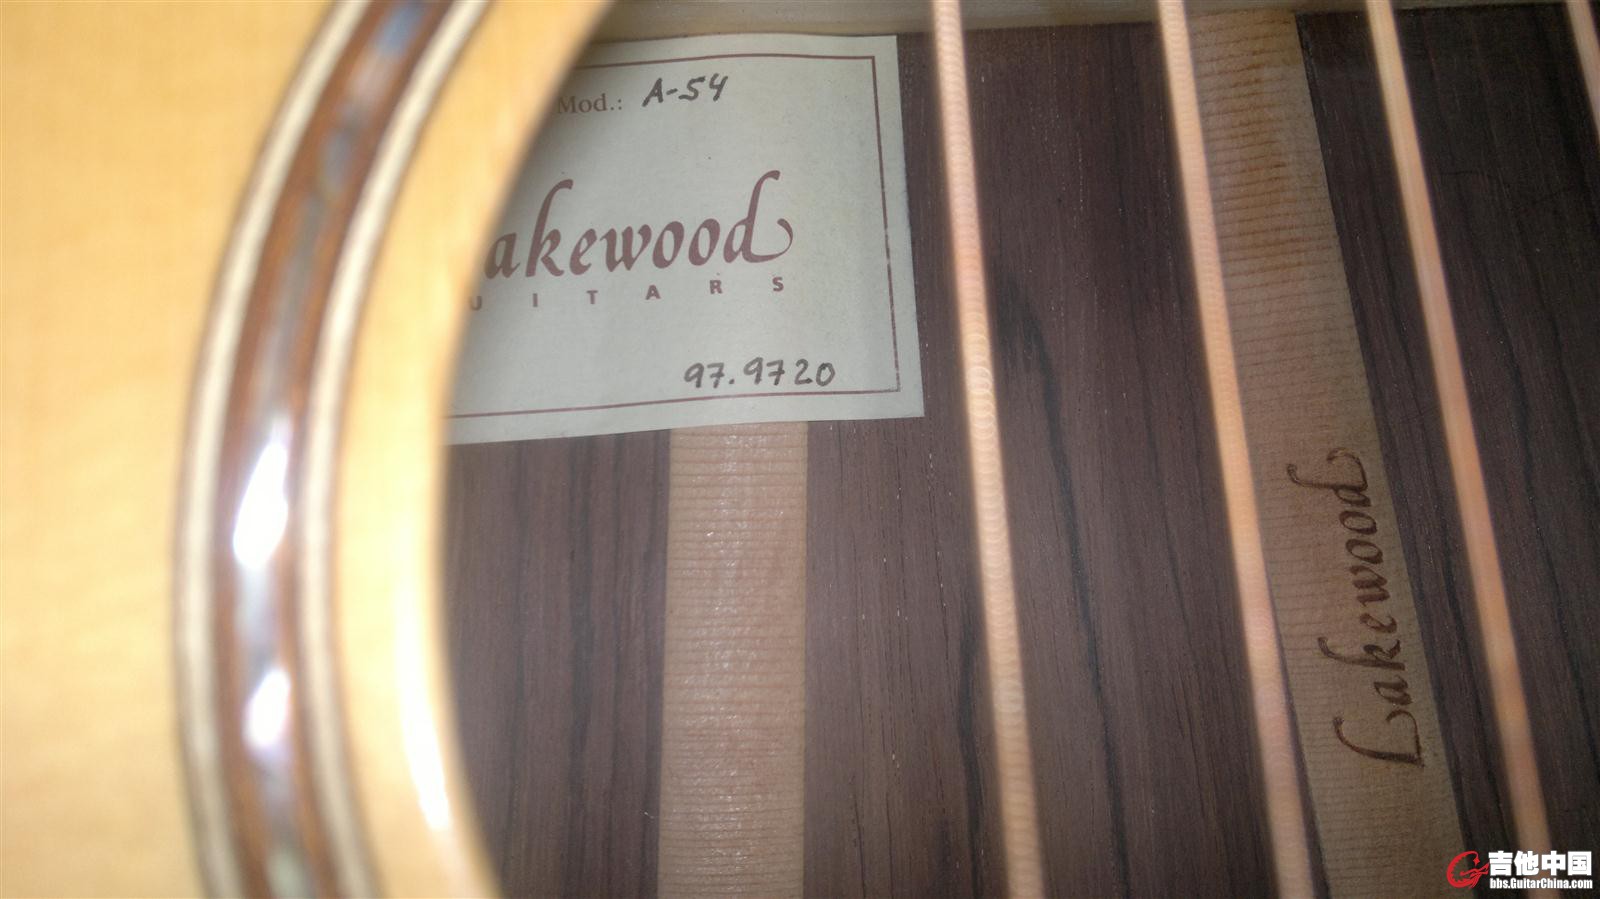 Mod.: A-54
akewood
UITARS
97.9720
Lakewood
吉他中国
bbs.GuitarChina.com